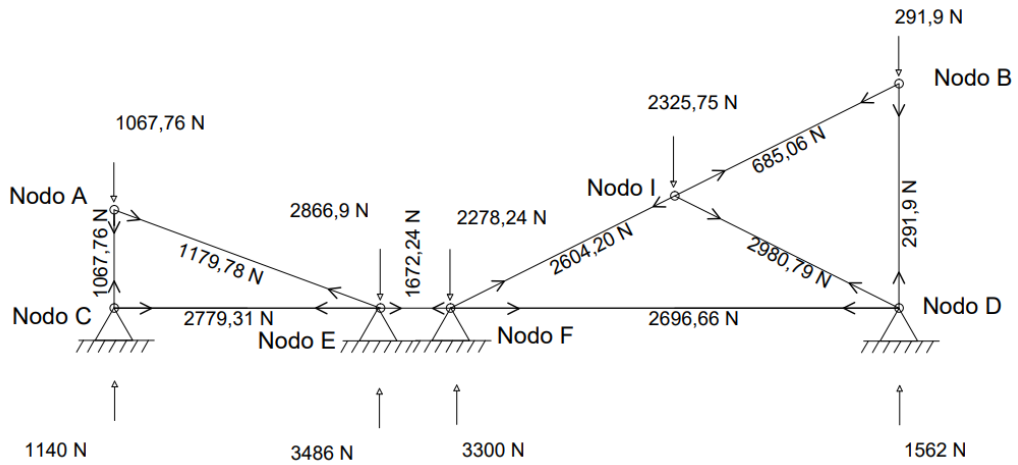 291,9 N
Nodo B
2325,75 N
1067,76 N
685,06 N
Nodo I
Nodo A
2866,9 N
2278,24 N
1672,24 N
291,9 N
1067,76 N
1179,78 N
2604,20 N
2980,79 N
Nodo C
2779,31 N
Nodo E
Nodo F
2696,66 N
Nodo D
1140 N
3486 N
3300 N
1562 N